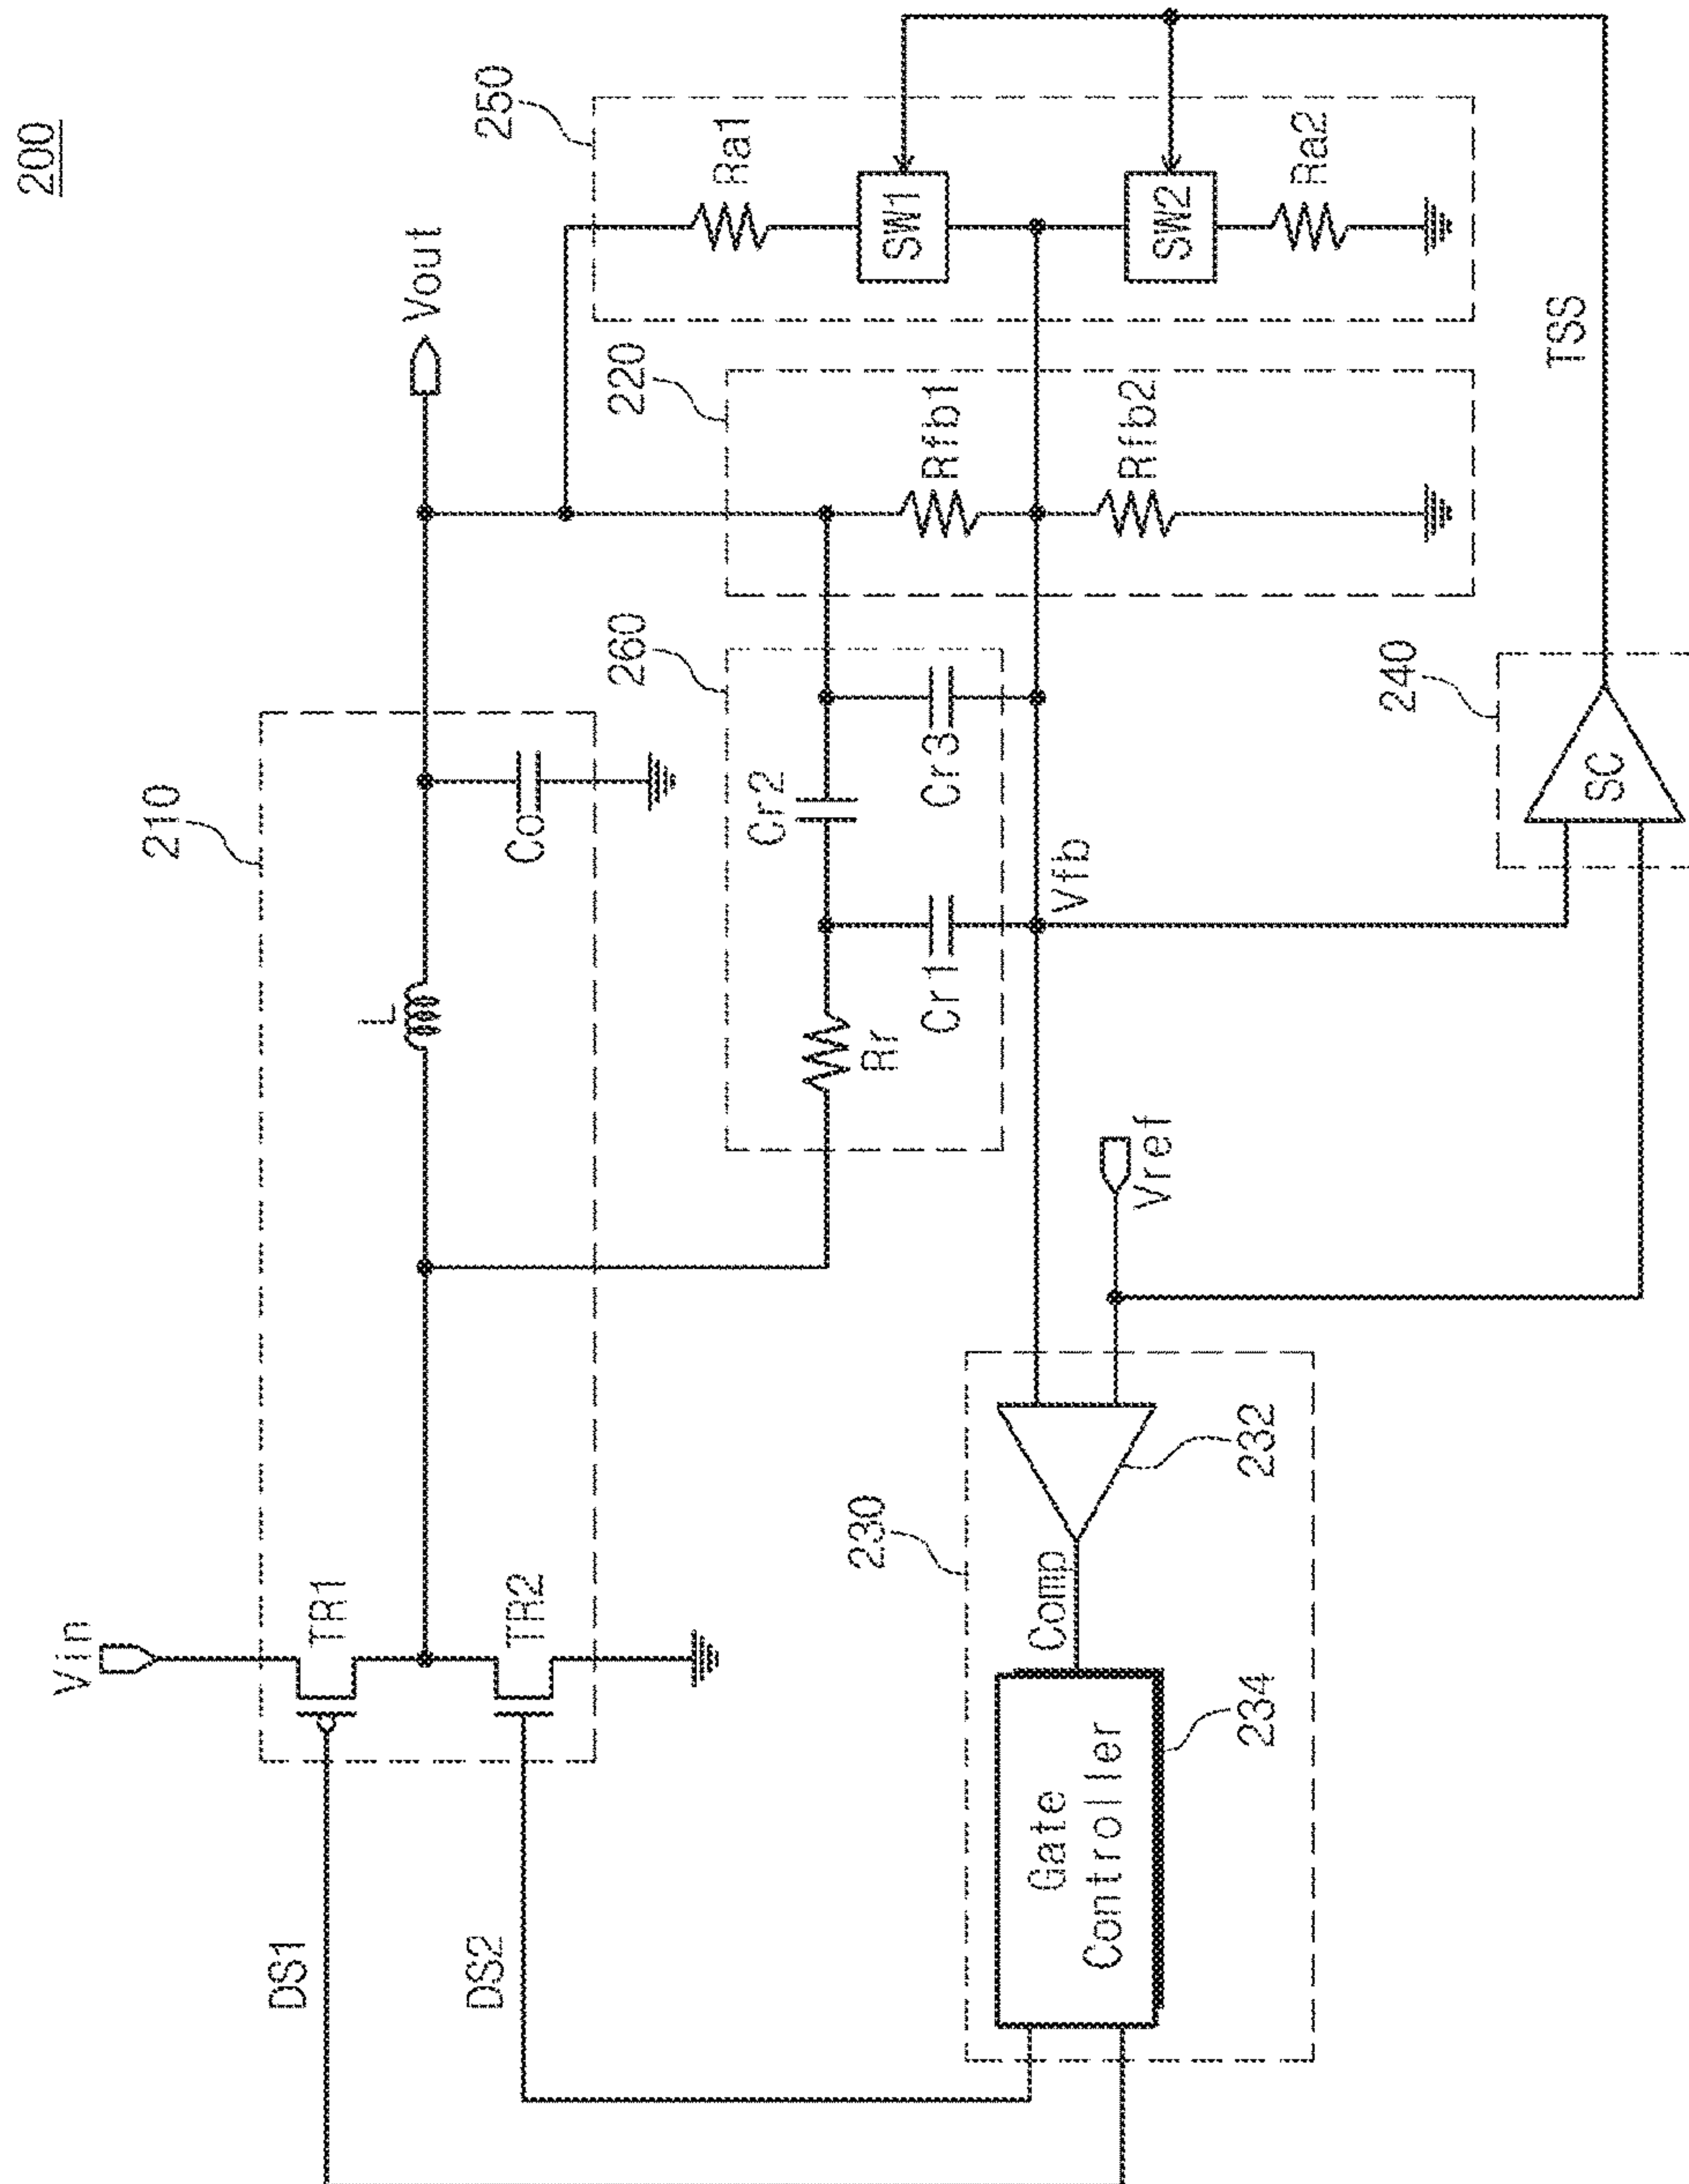 200
Vin
TR1
TR2
DS1
DS2
210
L
Co
Vout
250
Ra1
SW1
SW2
Ra2
220
Rfb1
Rfb2
260
Rr
Cr2
Cr1
Cr3
Vfb
Vref
230
Gate
Controller
Comp
232
234
240
SC
TSS